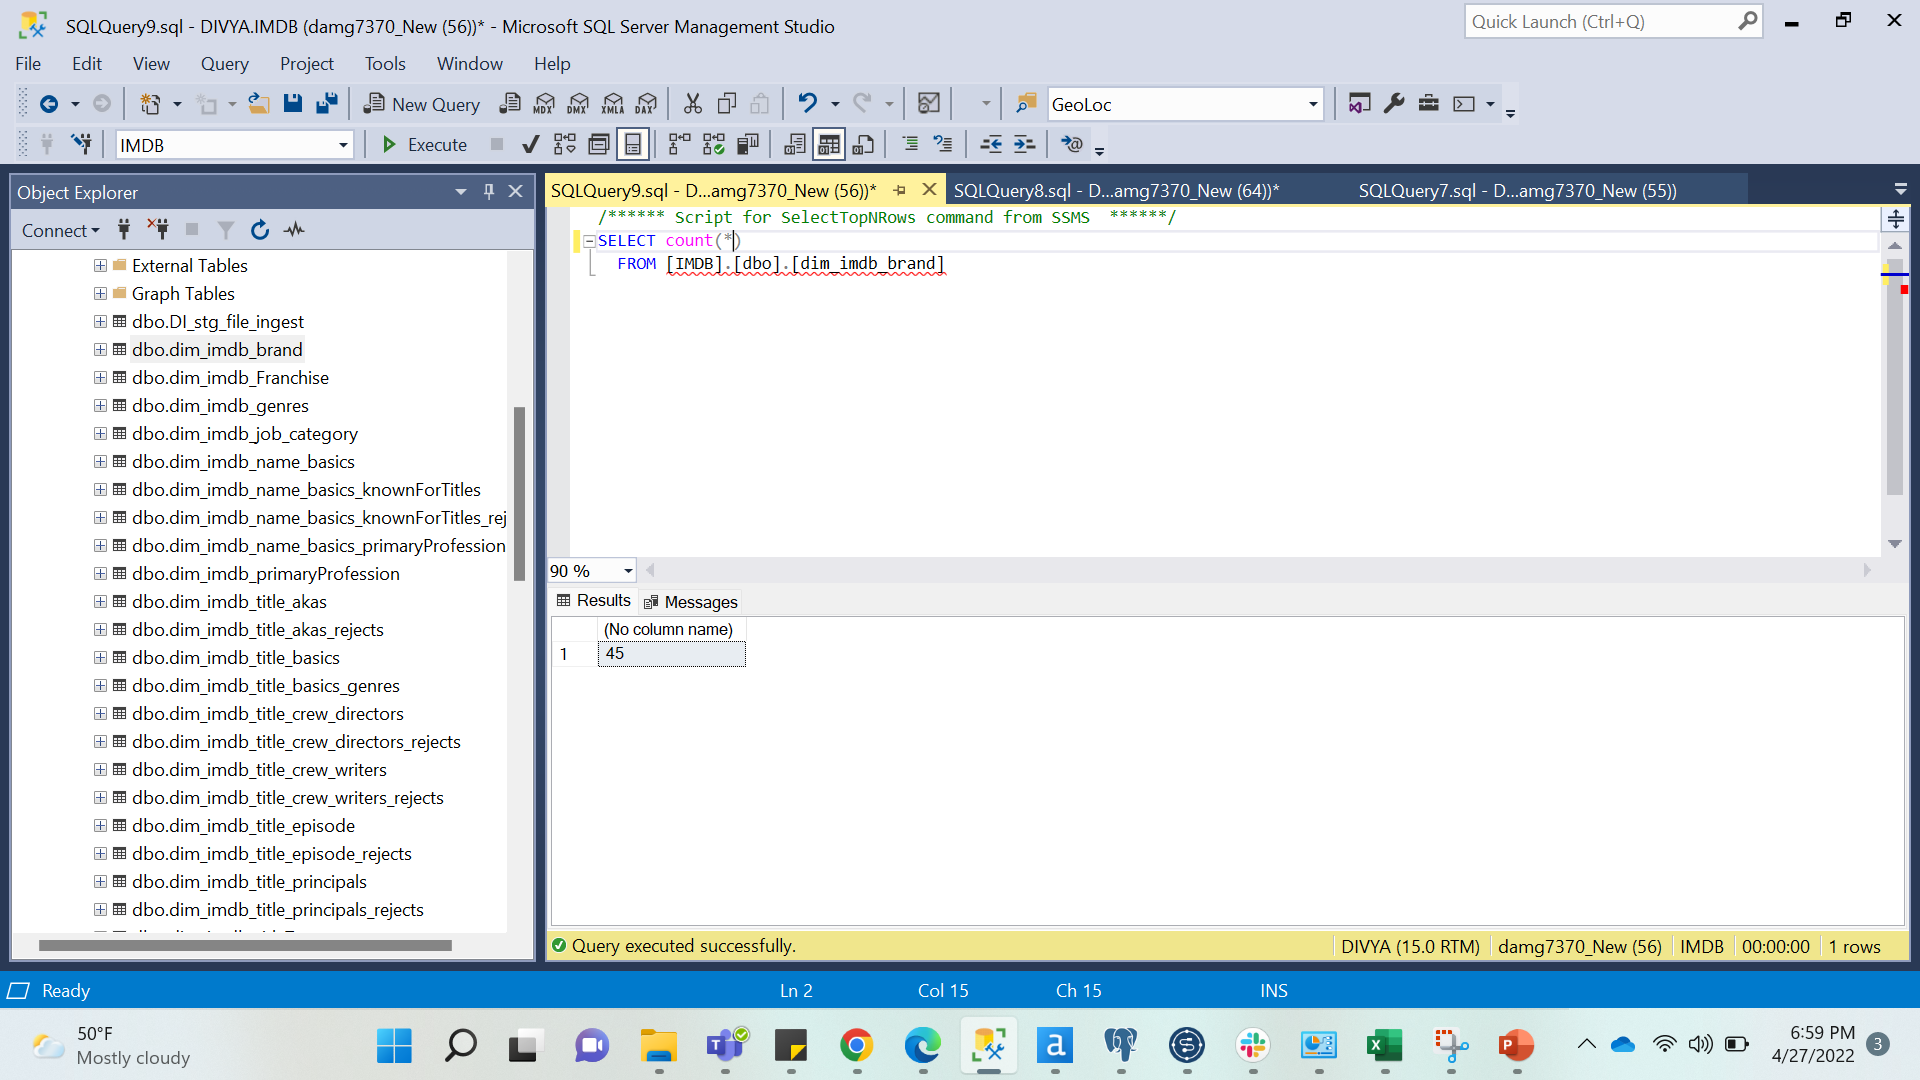 SQLQuery9.sql - DIVYA.IMDB (damg7370_New (56))* - Microsoft SQL Server Management Studio
Quick Launch (Ctrl+Q)
File Edit View Query Project Tools Window Help
New Query MDX DMX XMLA DAX GeoLoc
IMDB Execute
Object Explorer
Connect
External Tables
Graph Tables
dbo.DI_stg_file_ingest
dbo.dim_imdb_brand
dbo.dim_imdb_Franchise
dbo.dim_imdb_genres
dbo.dim_imdb_job_category
dbo.dim_imdb_name_basics
dbo.dim_imdb_name_basics_knownForTitles
dbo.dim_imdb_name_basics_knownForTitles_rej
dbo.dim_imdb_name_basics_primaryProfession
dbo.dim_imdb_primaryProfession
dbo.dim_imdb_title_akas
dbo.dim_imdb_title_akas_rejects
dbo.dim_imdb_title_basics
dbo.dim_imdb_title_basics_genres
dbo.dim_imdb_title_crew_directors
dbo.dim_imdb_title_crew_directors_rejects
dbo.dim_imdb_title_crew_writers
dbo.dim_imdb_title_crew_writers_rejects
dbo.dim_imdb_title_episode
dbo.dim_imdb_title_episode_rejects
dbo.dim_imdb_title_principals
dbo.dim_imdb_title_principals_rejects
SQLQuery9.sql - D...amg7370_New (56))* SQLQuery8.sql - D...amg7370_New (64))* SQLQuery7.sql - D...amg7370_New (55))
/****** Script for SelectTopNRows command from SSMS ******/
SELECT count(*)
FROM [IMDB].[dbo].[dim_imdb_brand]
90 %
Results Messages
(No column name)
1 45
Query executed successfully. DIVYA (15.0 RTM) damg7370_New (56) IMDB 00:00:00 1 rows
Ready Ln 2 Col 15 Ch 15 INS
50°F
Mostly cloudy
6:59 PM
4/27/2022
3